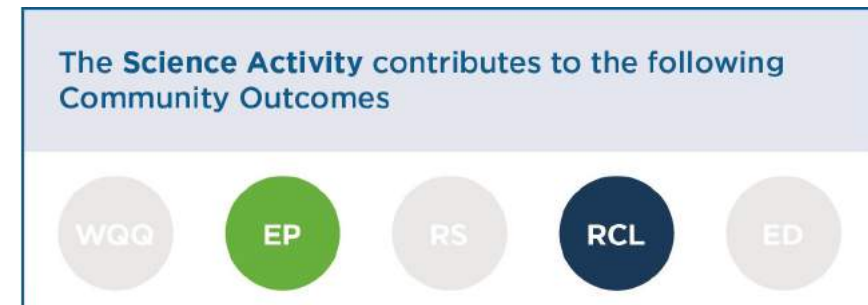 The Science Activity contributes to the following
Community Outcomes
WQQ EP RS RCL ED